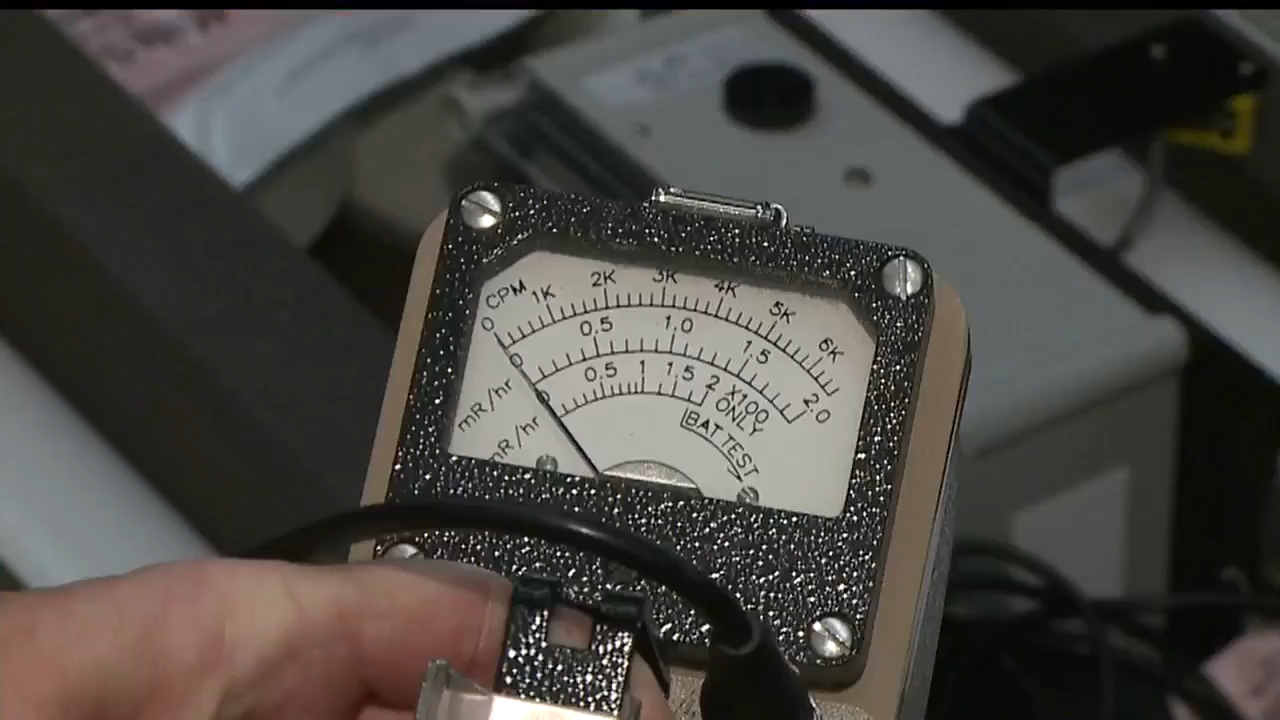 CPM
0 1K 2K 3K 4K 5K 6K
0 0.5 1.0 1.5 2.0
mR/hr
0 0.5 1 1.5 2 X100
ONLY
mR/hr
BAT TEST